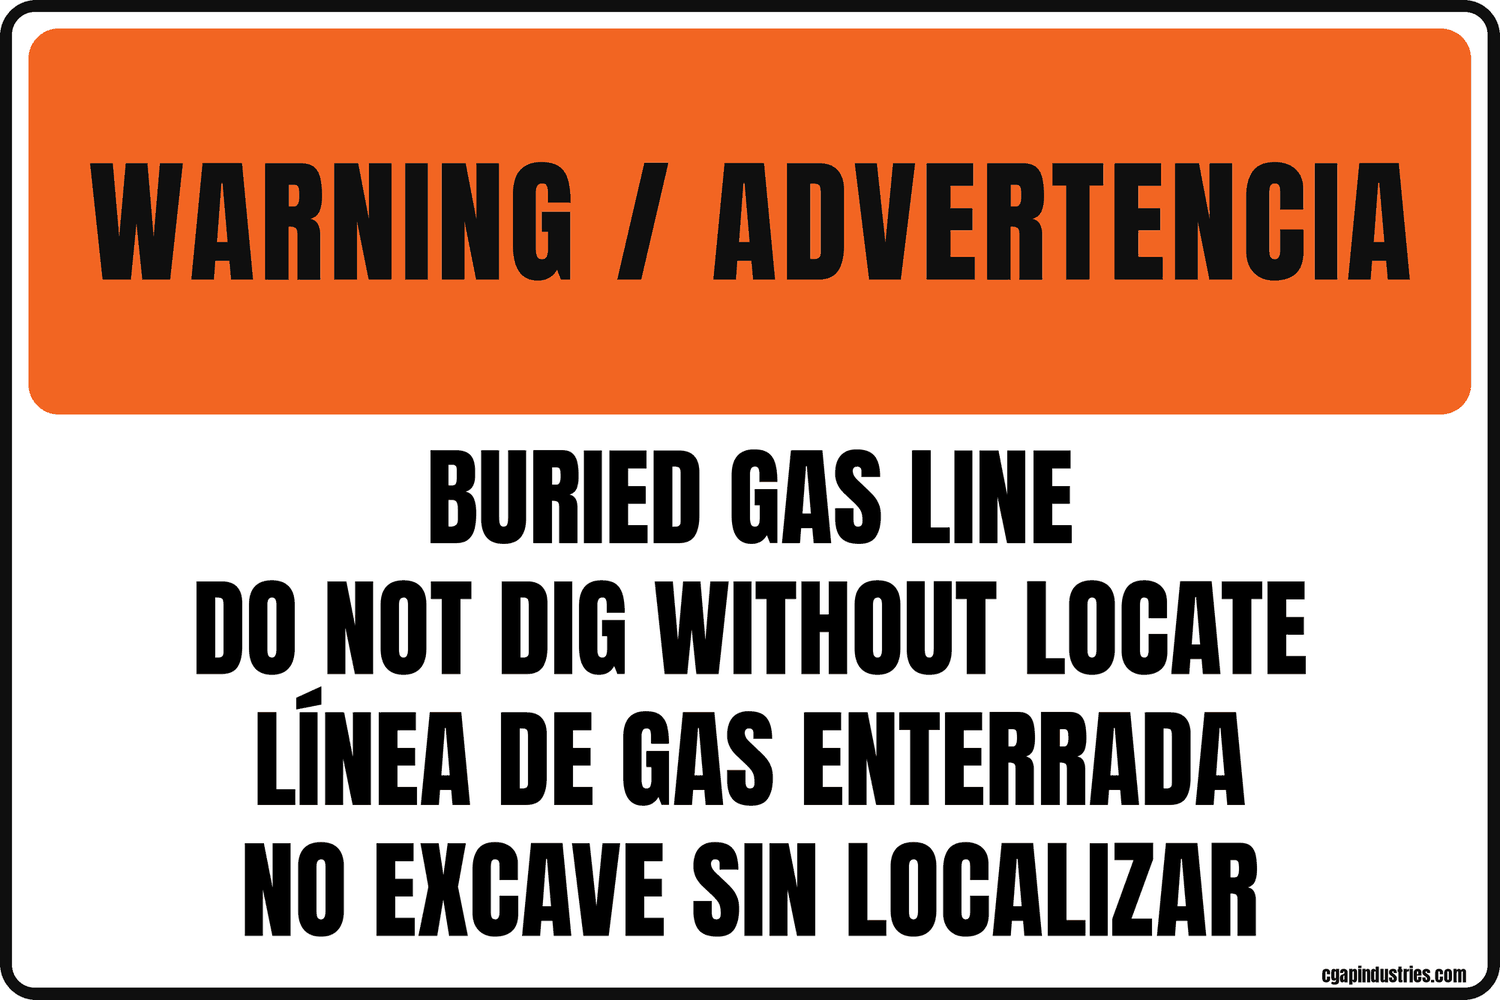 WARNING / ADVERTENCIA
BURIED GAS LINE
DO NOT DIG WITHOUT LOCATE
LÍNEA DE GAS ENTERRADA
NO EXCAVE SIN LOCALIZAR
cgapindustries.com